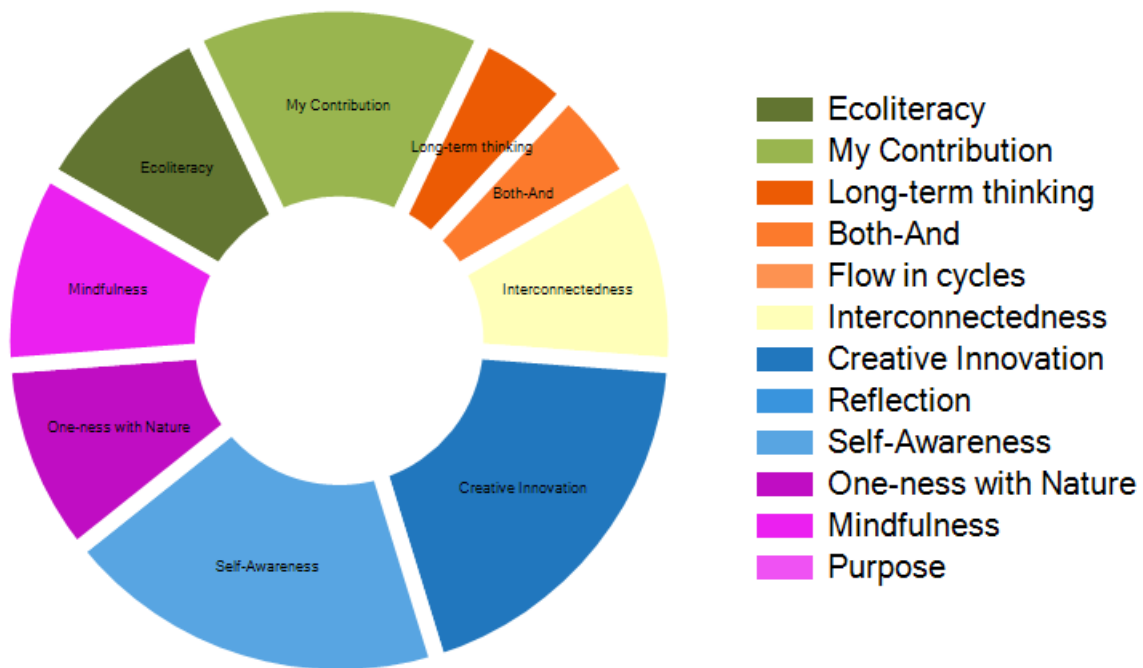 My Contribution
Long-term thinking
Ecoliteracy
Both-And
Mindfulness
Interconnectedness
One-ness with Nature
Creative Innovation
Self-Awareness
Ecoliteracy
My Contribution
Long-term thinking
Both-And
Flow in cycles
Interconnectedness
Creative Innovation
Reflection
Self-Awareness
One-ness with Nature
Mindfulness
Purpose